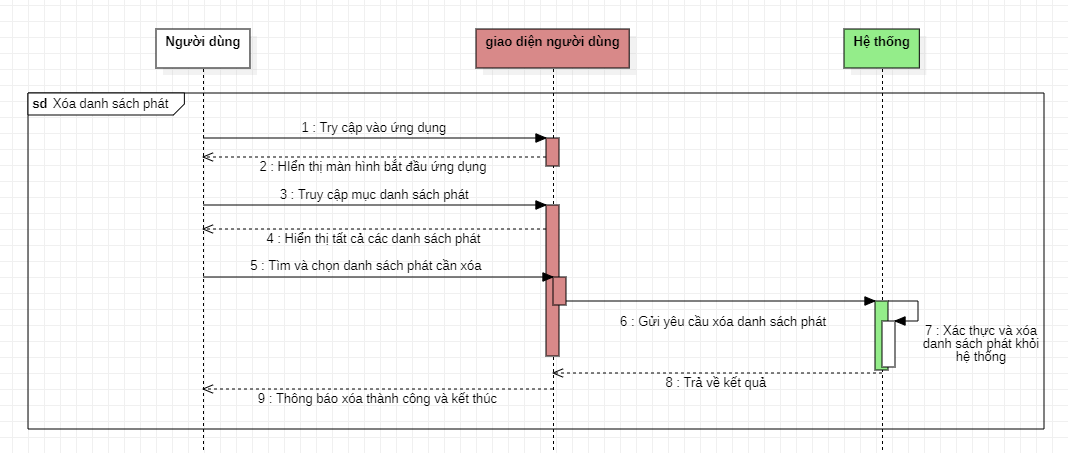 Người dùng
giao diện người dùng
Hệ thống
sd Xóa danh sách phát
1 : Try cập vào ứng dụng
2 : HIển thị màn hình bắt đầu ứng dụng
3 : Truy cập mục danh sách phát
4 : Hiển thị tất cả các danh sách phát
5 : Tìm và chọn danh sách phát cần xóa
6 : Gửi yêu cầu xóa danh sách phát
7 : Xác thực và xóa
danh sách phát khỏi
hệ thống
8 : Trả về kết quả
9 : Thông báo xóa thành công và kết thúc